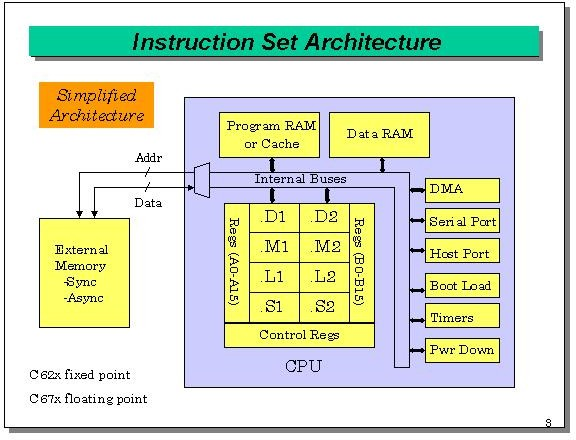 Instruction Set Architecture
Simplified
Architecture
Program RAM
or Cache
Data RAM
Addr
Data
Internal Buses
External
Memory
-Sync
-Async
Regs (A0-A15)
.D1
.D2
.M1
.M2
.L1
.L2
.S1
.S2
Regs (B0-B15)
Control Regs
CPU
DMA
Serial Port
Host Port
Boot Load
Timers
Pwr Down
C62x fixed point
C67x floating point
8